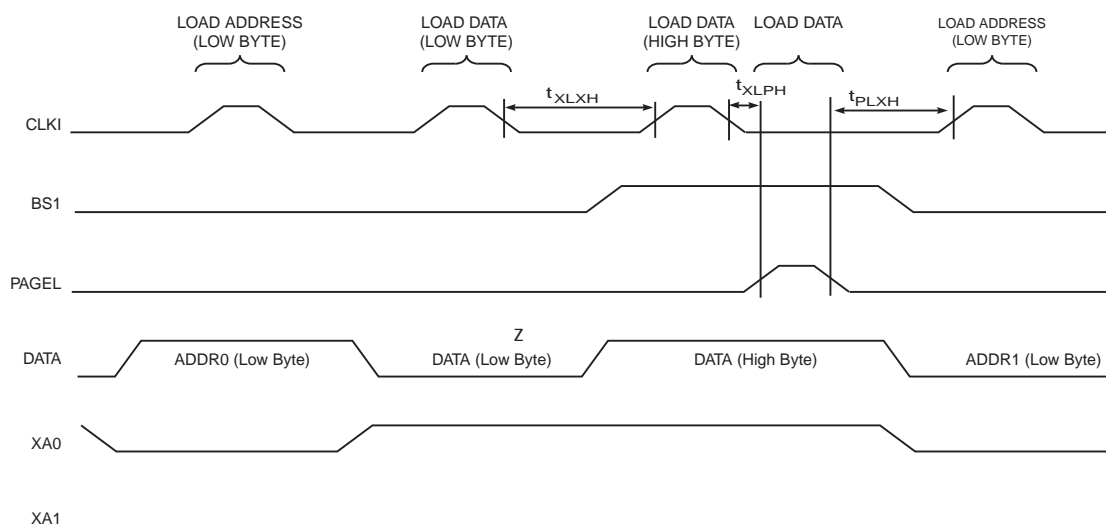 LOAD ADDRESS
(LOW BYTE)
LOAD DATA
(LOW BYTE)
LOAD DATA
(HIGH BYTE)
LOAD DATA
LOAD ADDRESS
(LOW BYTE)
tXLXH
tXLPH
tPLXH
CLKI
BS1
PAGEL
z
DATA
ADDR0 (Low Byte)
DATA (Low Byte)
DATA (High Byte)
ADDR1 (Low Byte)
XA0
XA1